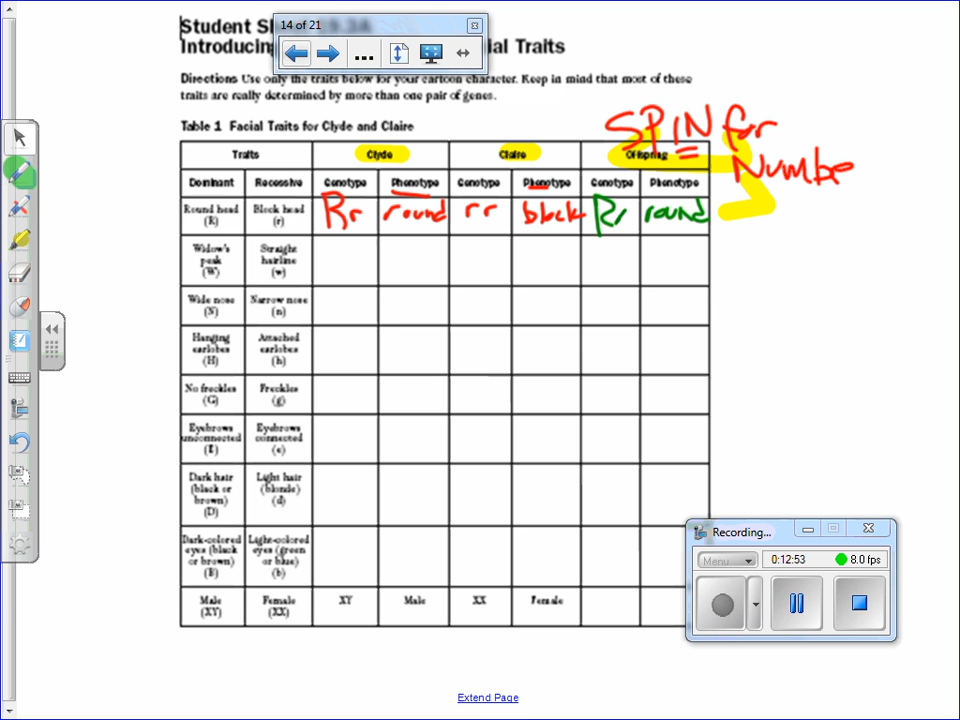 Student
14 of 21
Introducing ial Traits
Directions Use only the traits below for your cartoon character. Keep in mind that most of these
traits are really determined by more than one pair of genes.
SPIN for
Numbe
Table 1 Facial Traits for Clyde and Claire
Traits Clyde Claire Offspring
Dominant Recessive Genotype Phenotype Genotype Phenotype Genotype Phenotype
Round head Block head Rr round rr block Rr round
(R) (r)
Widow's Straight
peak hairline
(W) (w)
Wide nose Narrow nose
(N) (n)
Hanging Attached
earlobes earlobes
(H) (h)
No freckles Freckles
(G) (g)
Eyebrows Eyebrows
unconnected connected
(E) (e)
Dark hair Light hair
(black or (blonde)
brown) (d)
(D)
Dark-colored Light-colored
eyes (black eyes (green
or brown) or blue)
(B) (b)
Male Female XY Male XX Female
(XY) (XX)
Recording...
Menu 0:12:53 8.0 fps
Extend Page